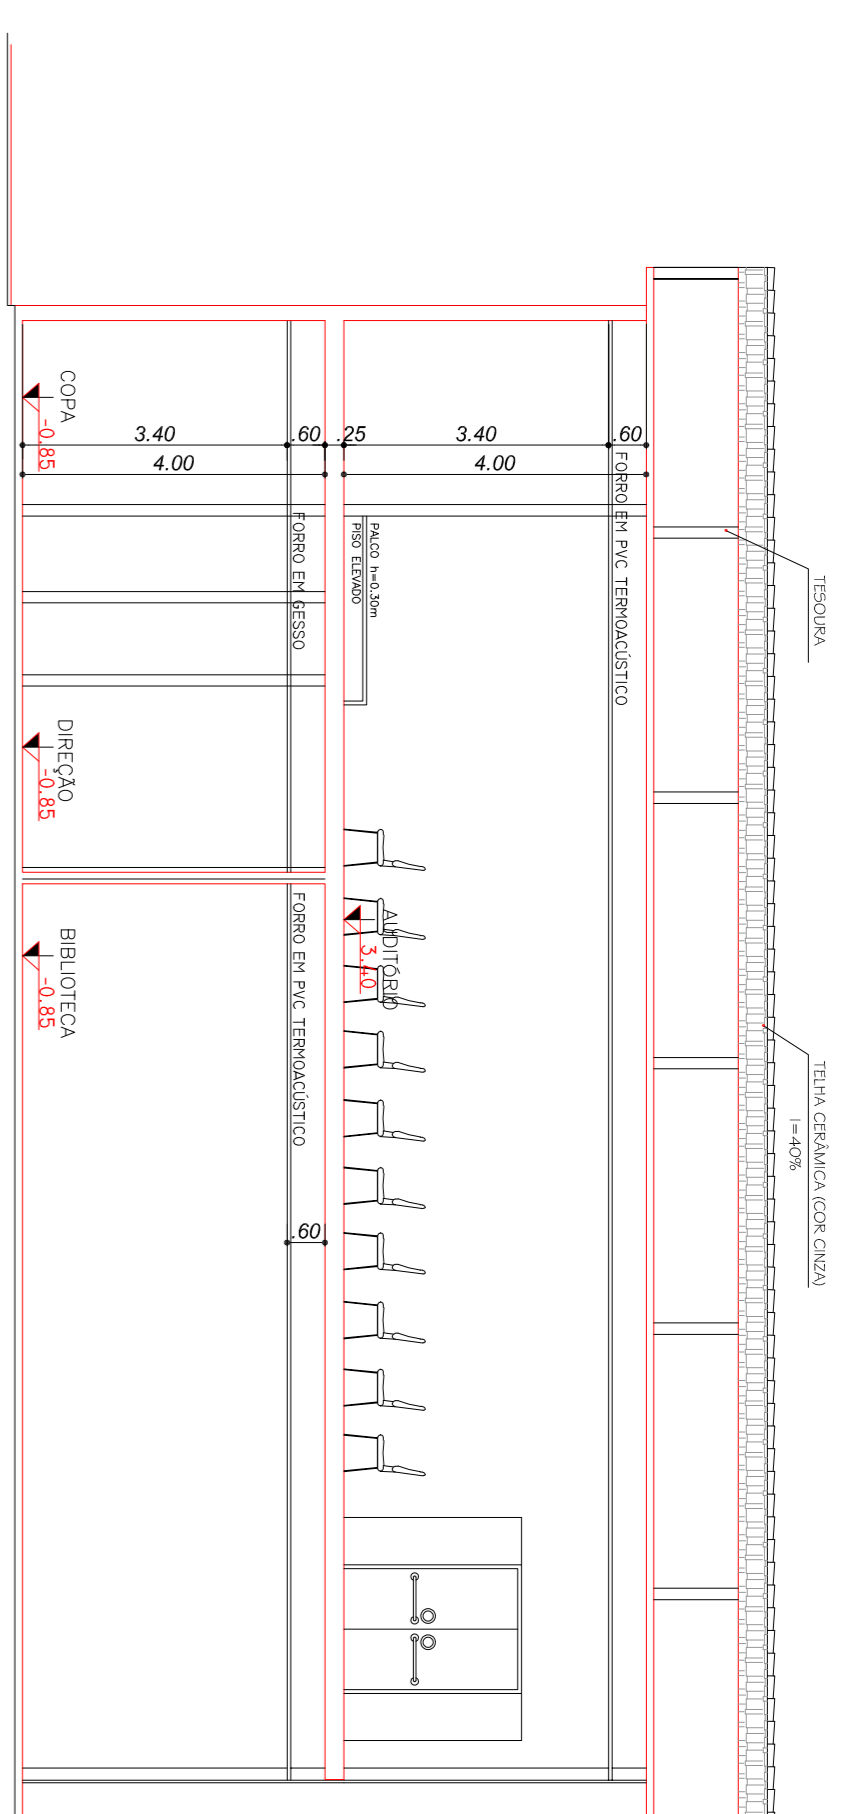 TESOURA
TELHA CERÂMICA (COR CINZA)
I=40%
FORRO EM PVC TERMOACÚSTICO
.60
3.40
4.00
.25
.60
3.40
4.00
PALCO h=0.30m
PISO ELEVADO
AUDITÓRIO
3.40
FORRO EM GESSO
FORRO EM PVC TERMOACÚSTICO
.60
COPA
-0.85
DIREÇÃO
-0.85
BIBLIOTECA
-0.85